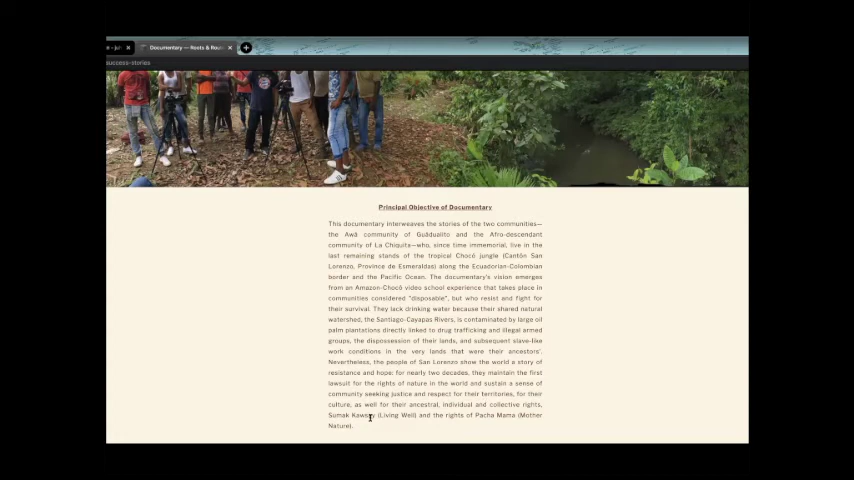 Documentary — Roots & Rou
success-stories
Principal Objective of Documentary
This documentary interweaves the stories of the two communities—
the Awá community of Guadualito and the Afro-descendant
community of La Chiquita—who, since time immemorial, live in the
last remaining stands of the tropical Chocó jungle (Cantón San
Lorenzo, Province de Esmeraldas) along the Ecuadorian-Colombian
border and the Pacific Ocean. The documentary's vision emerges
from an Amazon-Chocó video school experience that takes place in
communities considered "disposable", but who resist and fight for
their survival. They lack drinking water because their shared natural
watershed, the Santiago-Cayapas Rivers, is contaminated by large oil
palm plantations directly linked to drug trafficking and illegal armed
groups, the dispossession of their lands, and subsequent slave-like
work conditions in the very lands that were their ancestors'.
Nevertheless, the people of San Lorenzo show the world a story of
resistance and hope: for nearly two decades, they maintain the first
lawsuit for the rights of nature in the world and sustain a sense of
community seeking justice and respect for their territories, for their
culture, as well for their ancestral, individual and collective rights,
Sumak Kawsay (Living Well) and the rights of Pacha Mama (Mother
Nature).